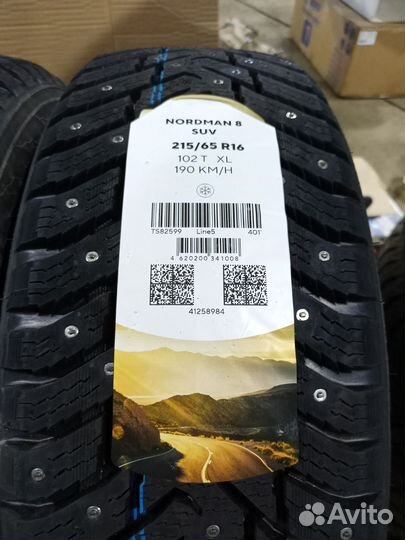 NORDMAN 8
SUV
215/65 R16
102 T XL
190 KM/H
TS82599 Line5 401
4 620200 341008
41258984
Avito